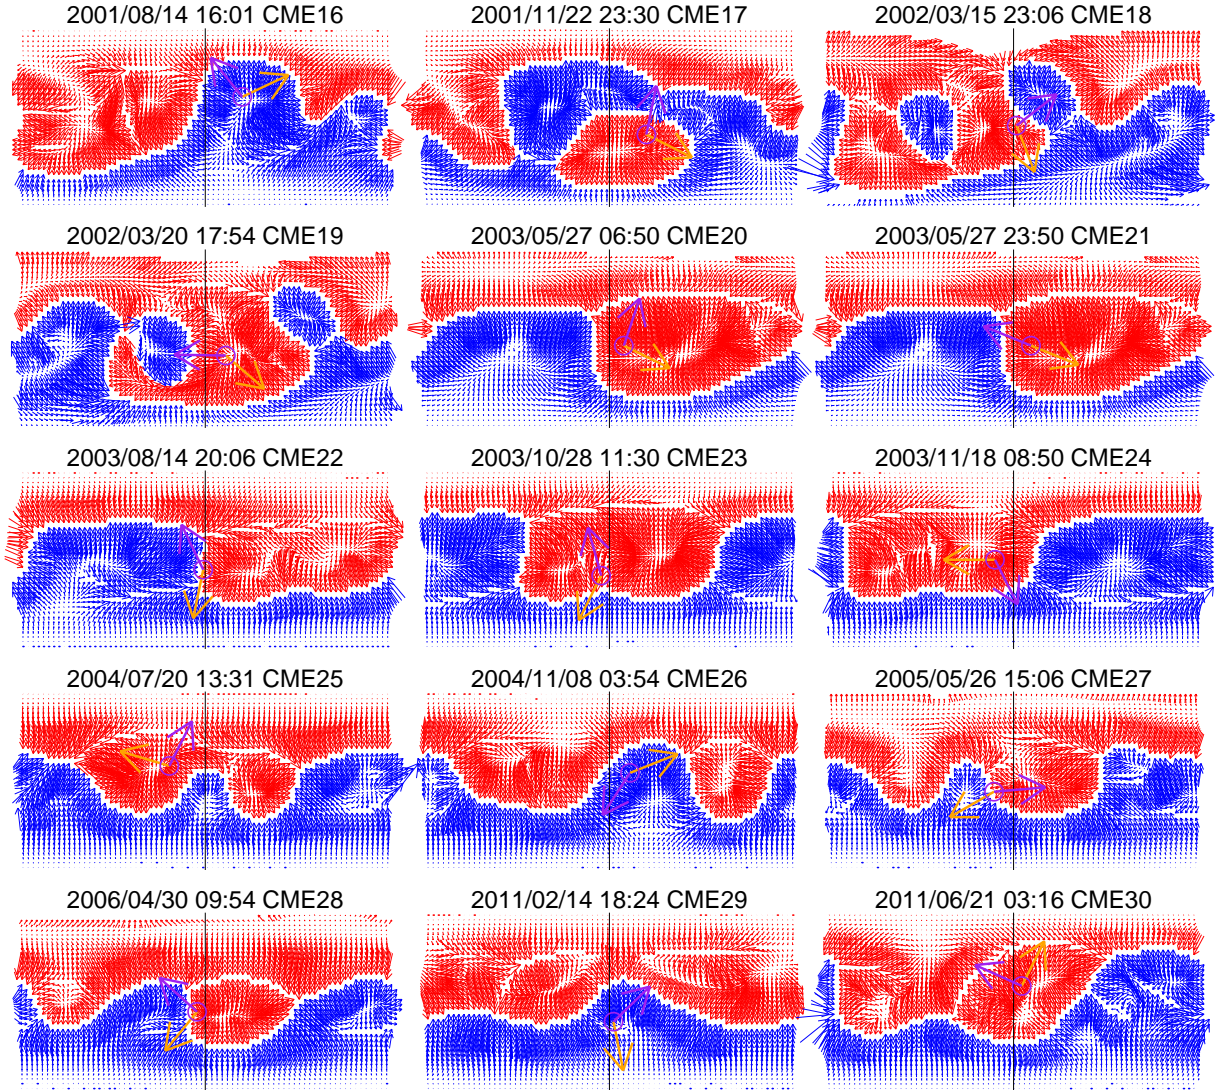 2001/08/14 16:01 CME16
2001/11/22 23:30 CME17
2002/03/15 23:06 CME18
2002/03/20 17:54 CME19
2003/05/27 06:50 CME20
2003/05/27 23:50 CME21
2003/08/14 20:06 CME22
2003/10/28 11:30 CME23
2003/11/18 08:50 CME24
2004/07/20 13:31 CME25
2004/11/08 03:54 CME26
2005/05/26 15:06 CME27
2006/04/30 09:54 CME28
2011/02/14 18:24 CME29
2011/06/21 03:16 CME30